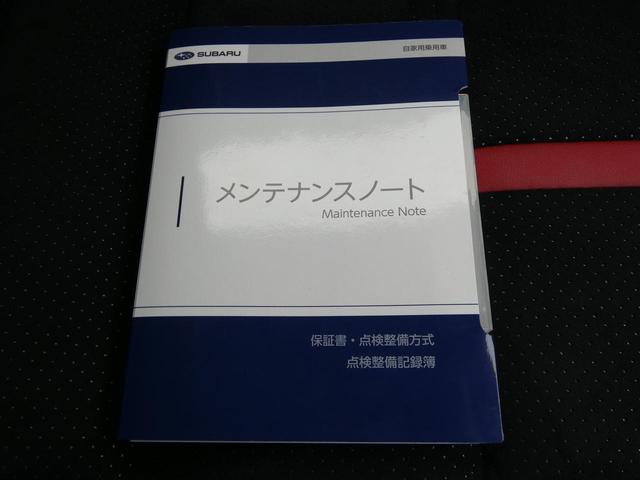 SUBARU 自家用乗用車
メンテナンスノート
Maintenance Note
保証書・点検整備方式
点検整備記録簿